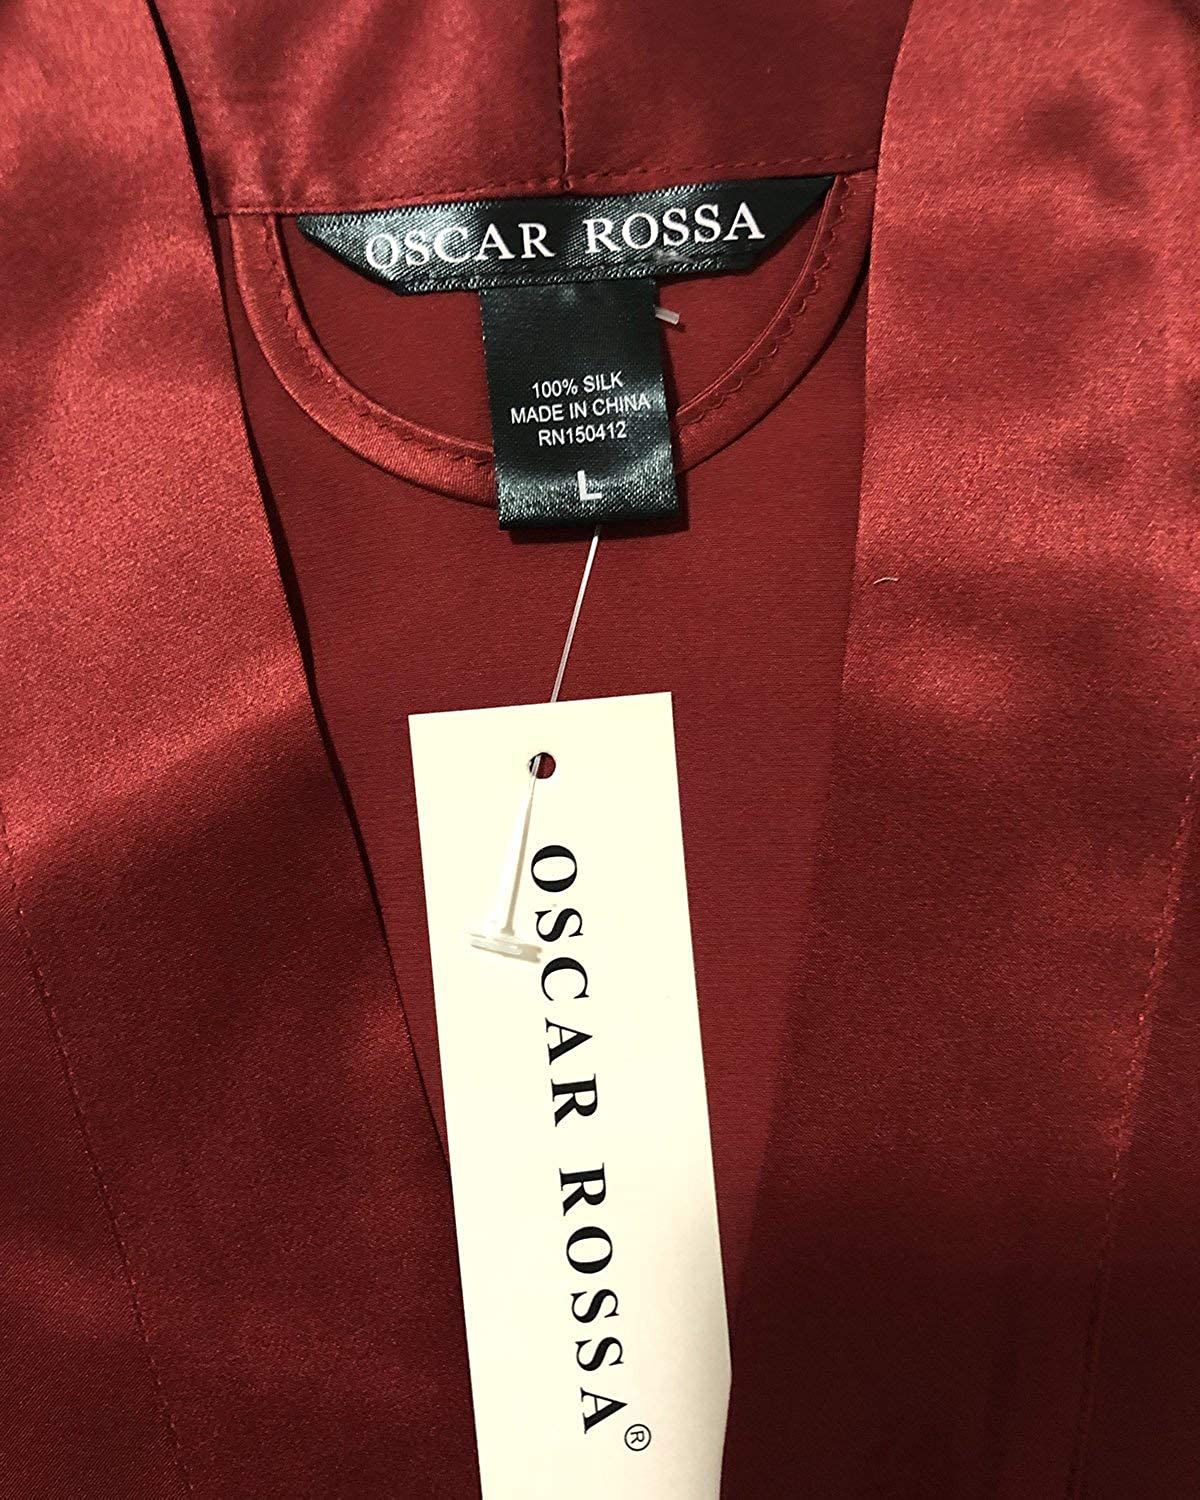 OSCAR ROSSA
100% SILK
MADE IN CHINA
RN150412
L
OSCAR ROSSA®